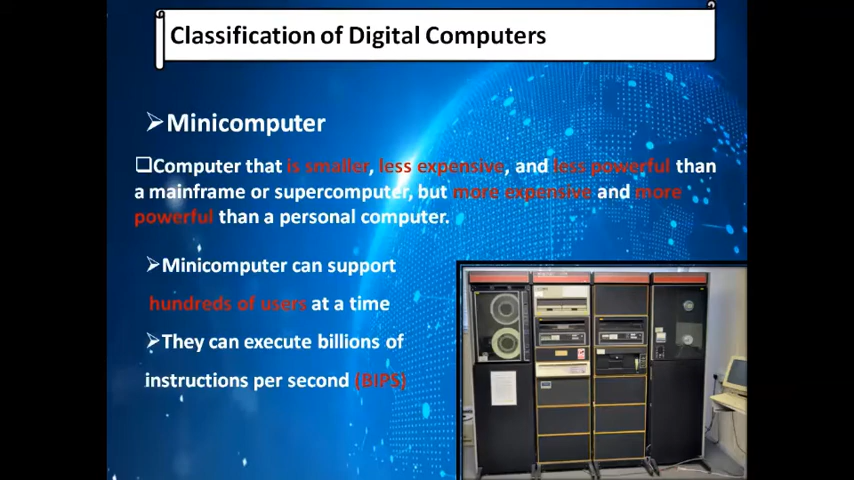 Classification of Digital Computers
➢Minicomputer
❑Computer that is smaller, less expensive, and less powerful than
a mainframe or supercomputer, but more expensive and more
powerful than a personal computer.
➢Minicomputer can support
hundreds of users at a time
➢They can execute billions of
instructions per second (BIPS)